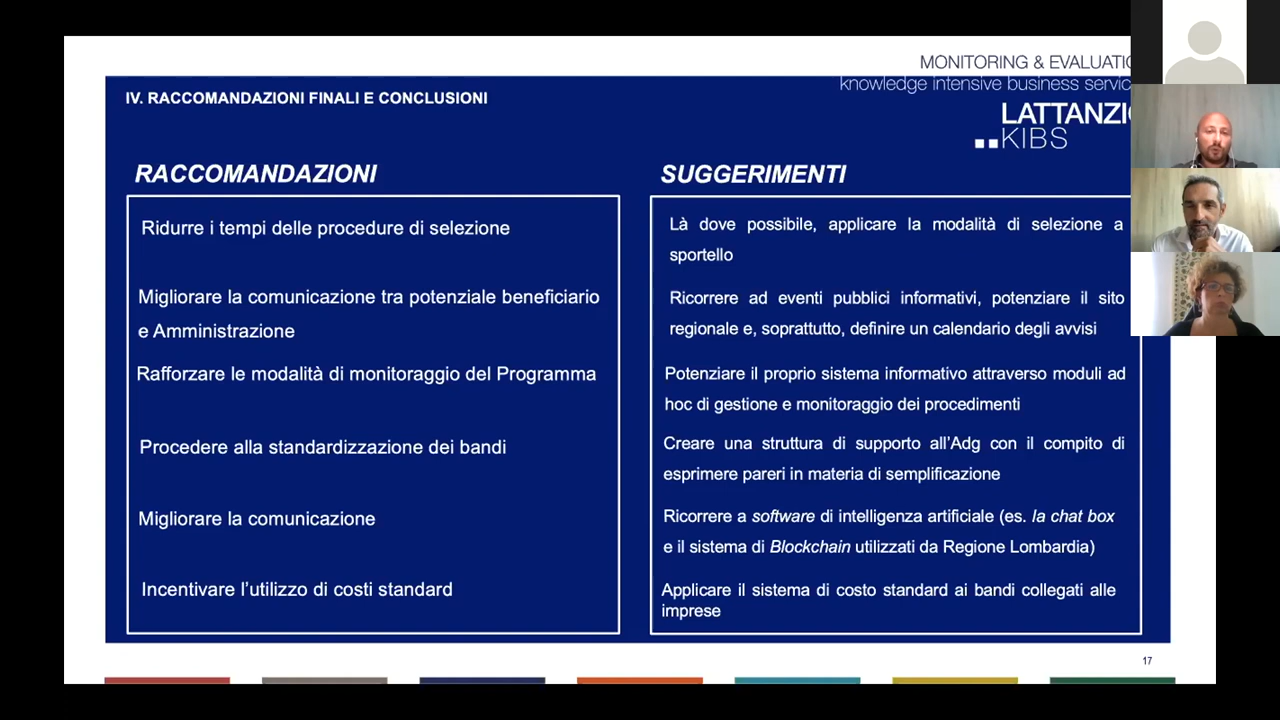 MONITORING & EVALUATIO
knowledge intensive business servic
IV. RACCOMANDAZIONI FINALI E CONCLUSIONI
LATTANZIO
KIBS
RACCOMANDAZIONI
Ridurre i tempi delle procedure di selezione
Migliorare la comunicazione tra potenziale beneficiario
e Amministrazione
Rafforzare le modalità di monitoraggio del Programma
Procedere alla standardizzazione dei bandi
Migliorare la comunicazione
Incentivare l’utilizzo di costi standard
SUGGERIMENTI
Là dove possibile, applicare la modalità di selezione a
sportello
Ricorrere ad eventi pubblici informativi, potenziare il sito
regionale e, soprattutto, definire un calendario degli avvisi
Potenziare il proprio sistema informativo attraverso moduli ad
hoc di gestione e monitoraggio dei procedimenti
Creare una struttura di supporto all’Adg con il compito di
esprimere pareri in materia di semplificazione
Ricorrere a software di intelligenza artificiale (es. la chat box
e il sistema di Blockchain utilizzati da Regione Lombardia)
Applicare il sistema di costo standard ai bandi collegati alle
imprese
17